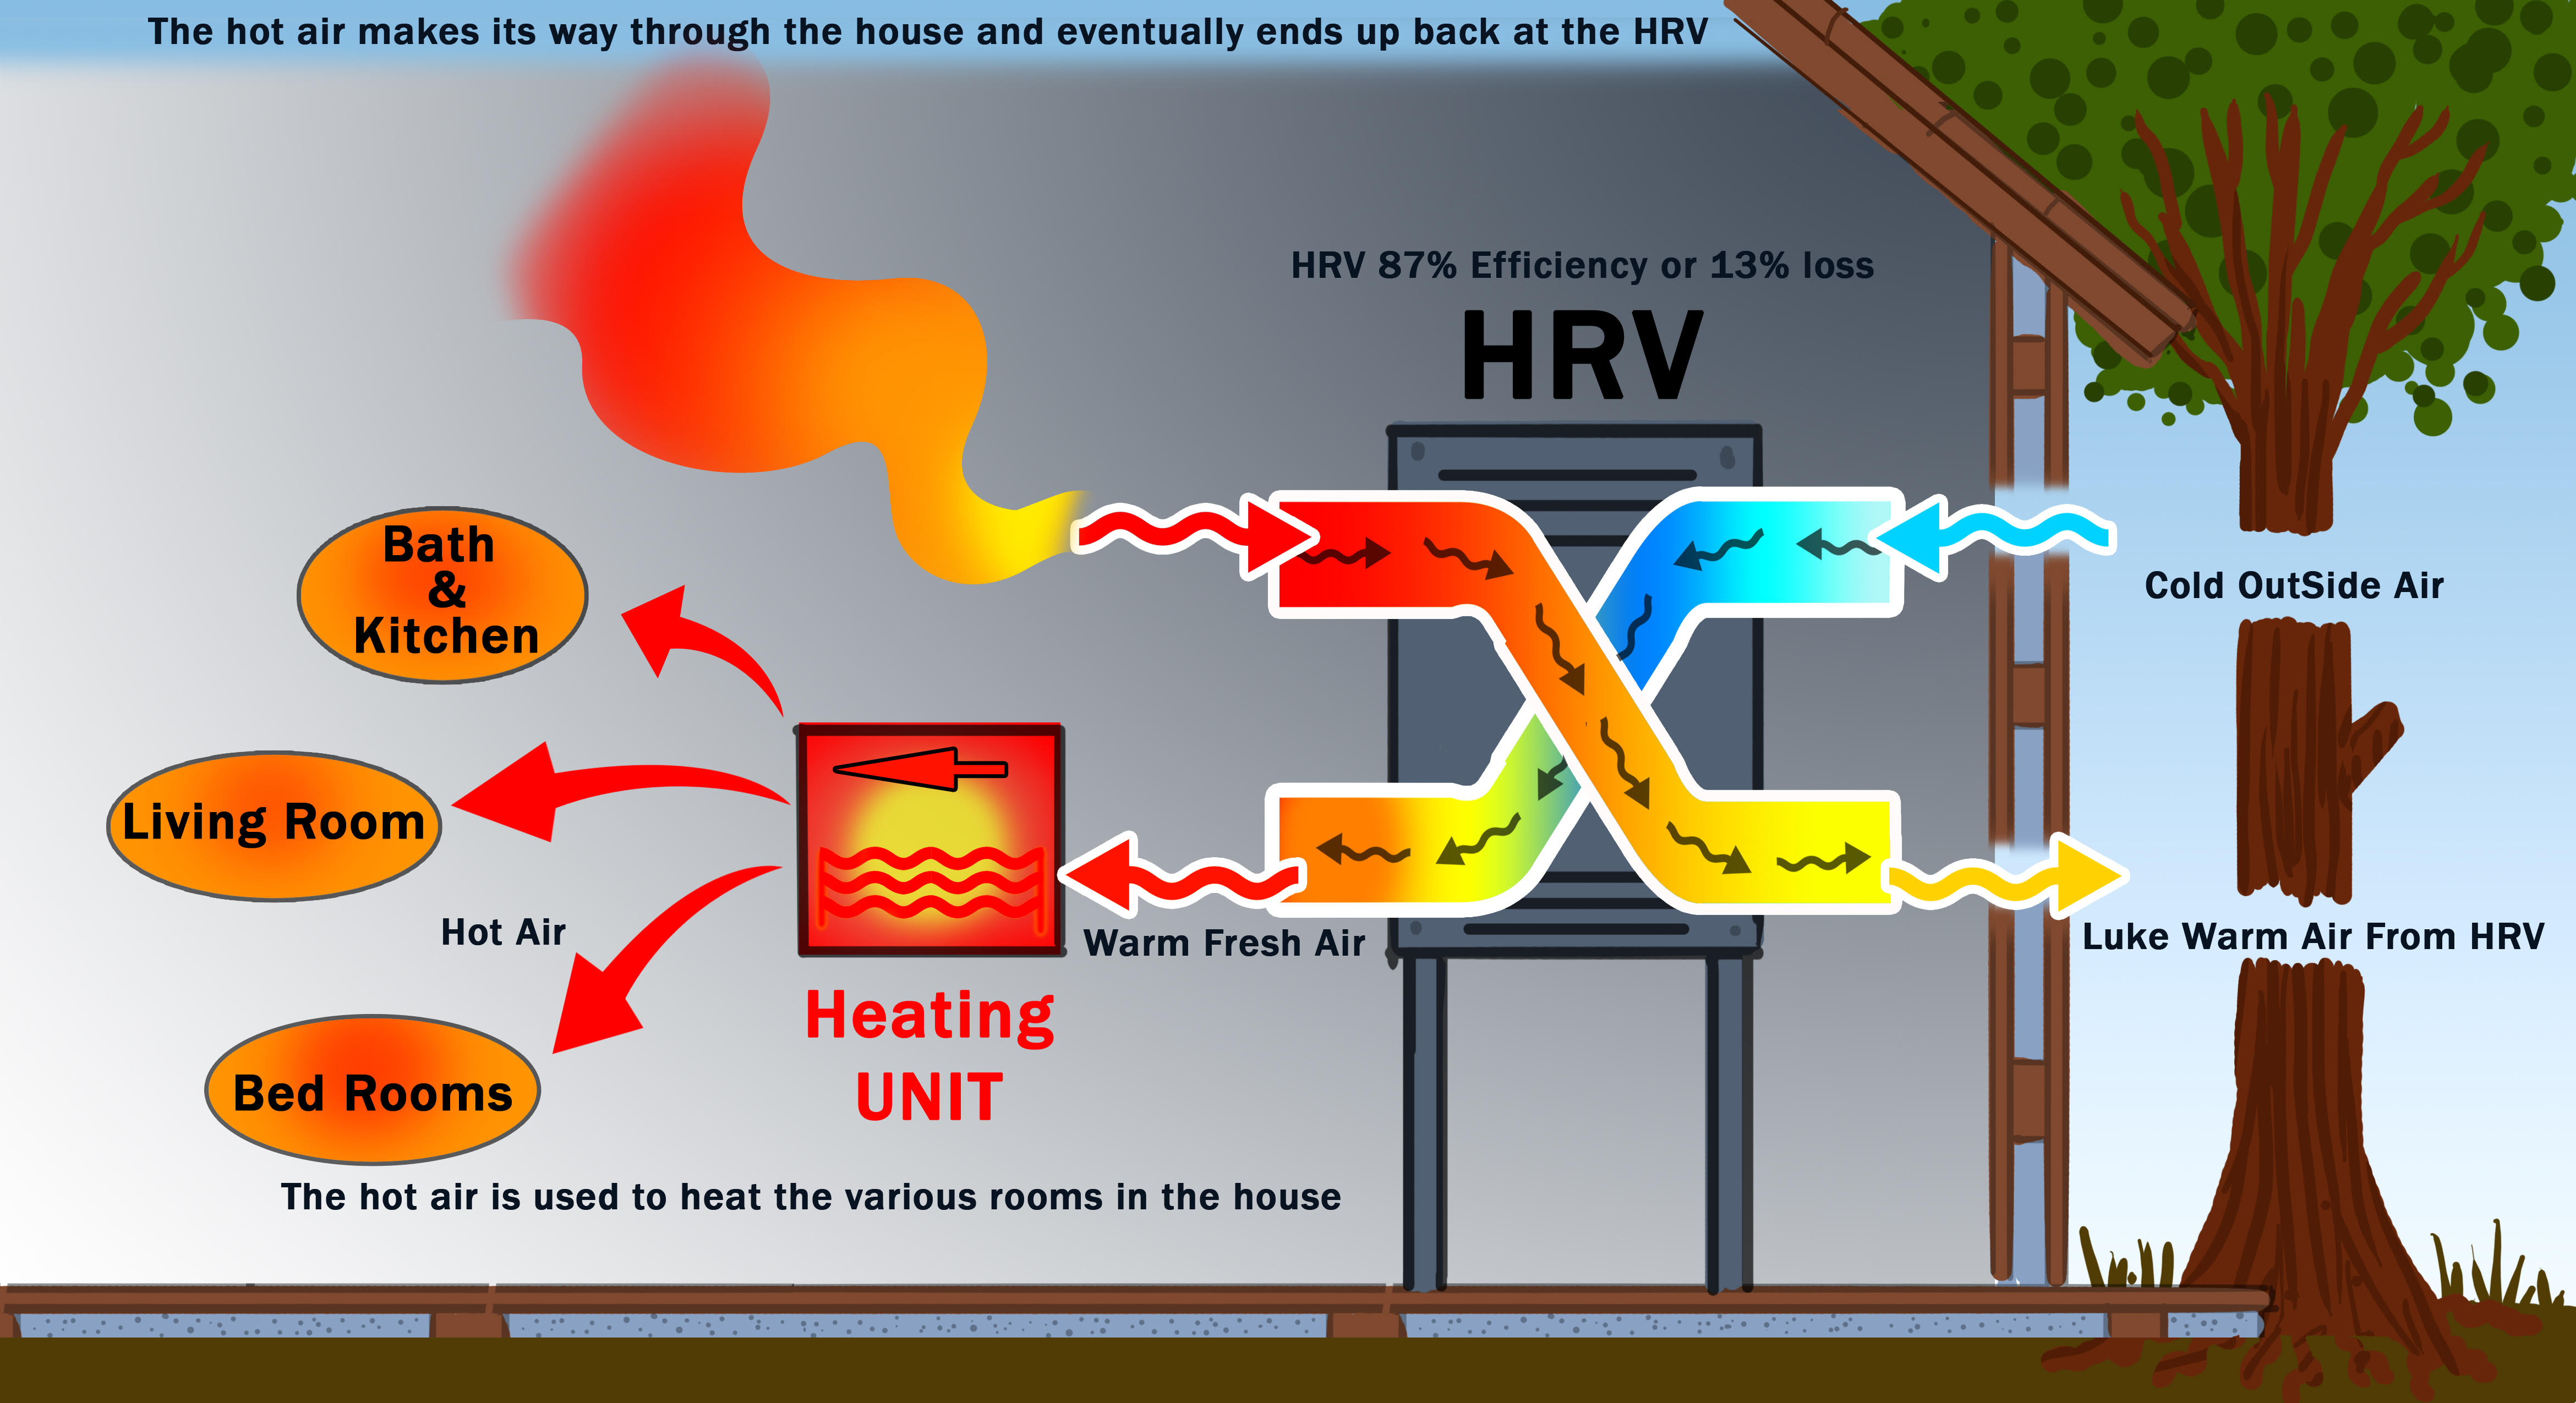 The hot air makes its way through the house and eventually ends up back at the HRV
HRV 87% Efficiency or 13% loss
HRV
Bath
&
Kitchen
Cold OutSide Air
Living Room
Hot Air
Warm Fresh Air
Luke Warm Air From HRV
Heating
UNIT
Bed Rooms
The hot air is used to heat the various rooms in the house